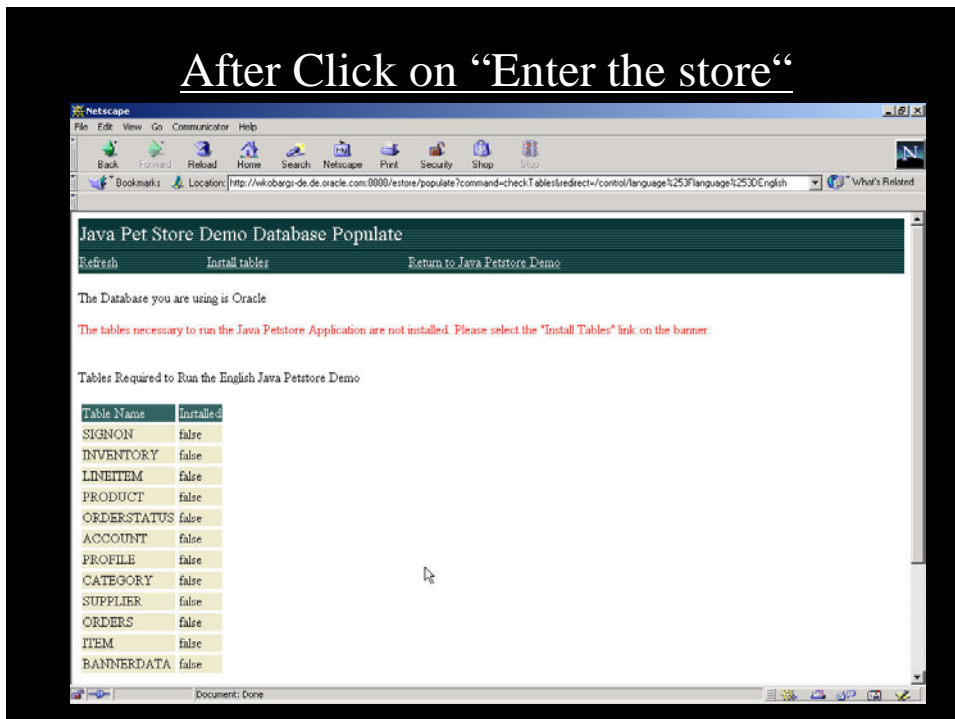 After Click on “Enter the store“
Netscape
File Edit View Go Communicator Help
Back Forward Reload Home Search Netscape Print Security Shop Stop
Bookmarks Location: http://wkobargs-de.de.oracle.com:8888/estore/populate?command=checkTables&redirect=/control/language%253Flanguage%253DEnglish What's Related
Java Pet Store Demo Database Populate
Refresh Install tables Return to Java Petstore Demo
The Database you are using is Oracle
The tables necessary to run the Java Petstore Application are not installed. Please select the "Install Tables" link on the banner.
Tables Required to Run the English Java Petstore Demo
Table Name Installed
SIGNON false
INVENTORY false
LINEITEM false
PRODUCT false
ORDERSTATUS false
ACCOUNT false
PROFILE false
CATEGORY false
SUPPLIER false
ORDERS false
ITEM false
BANNERDATA false
Document: Done